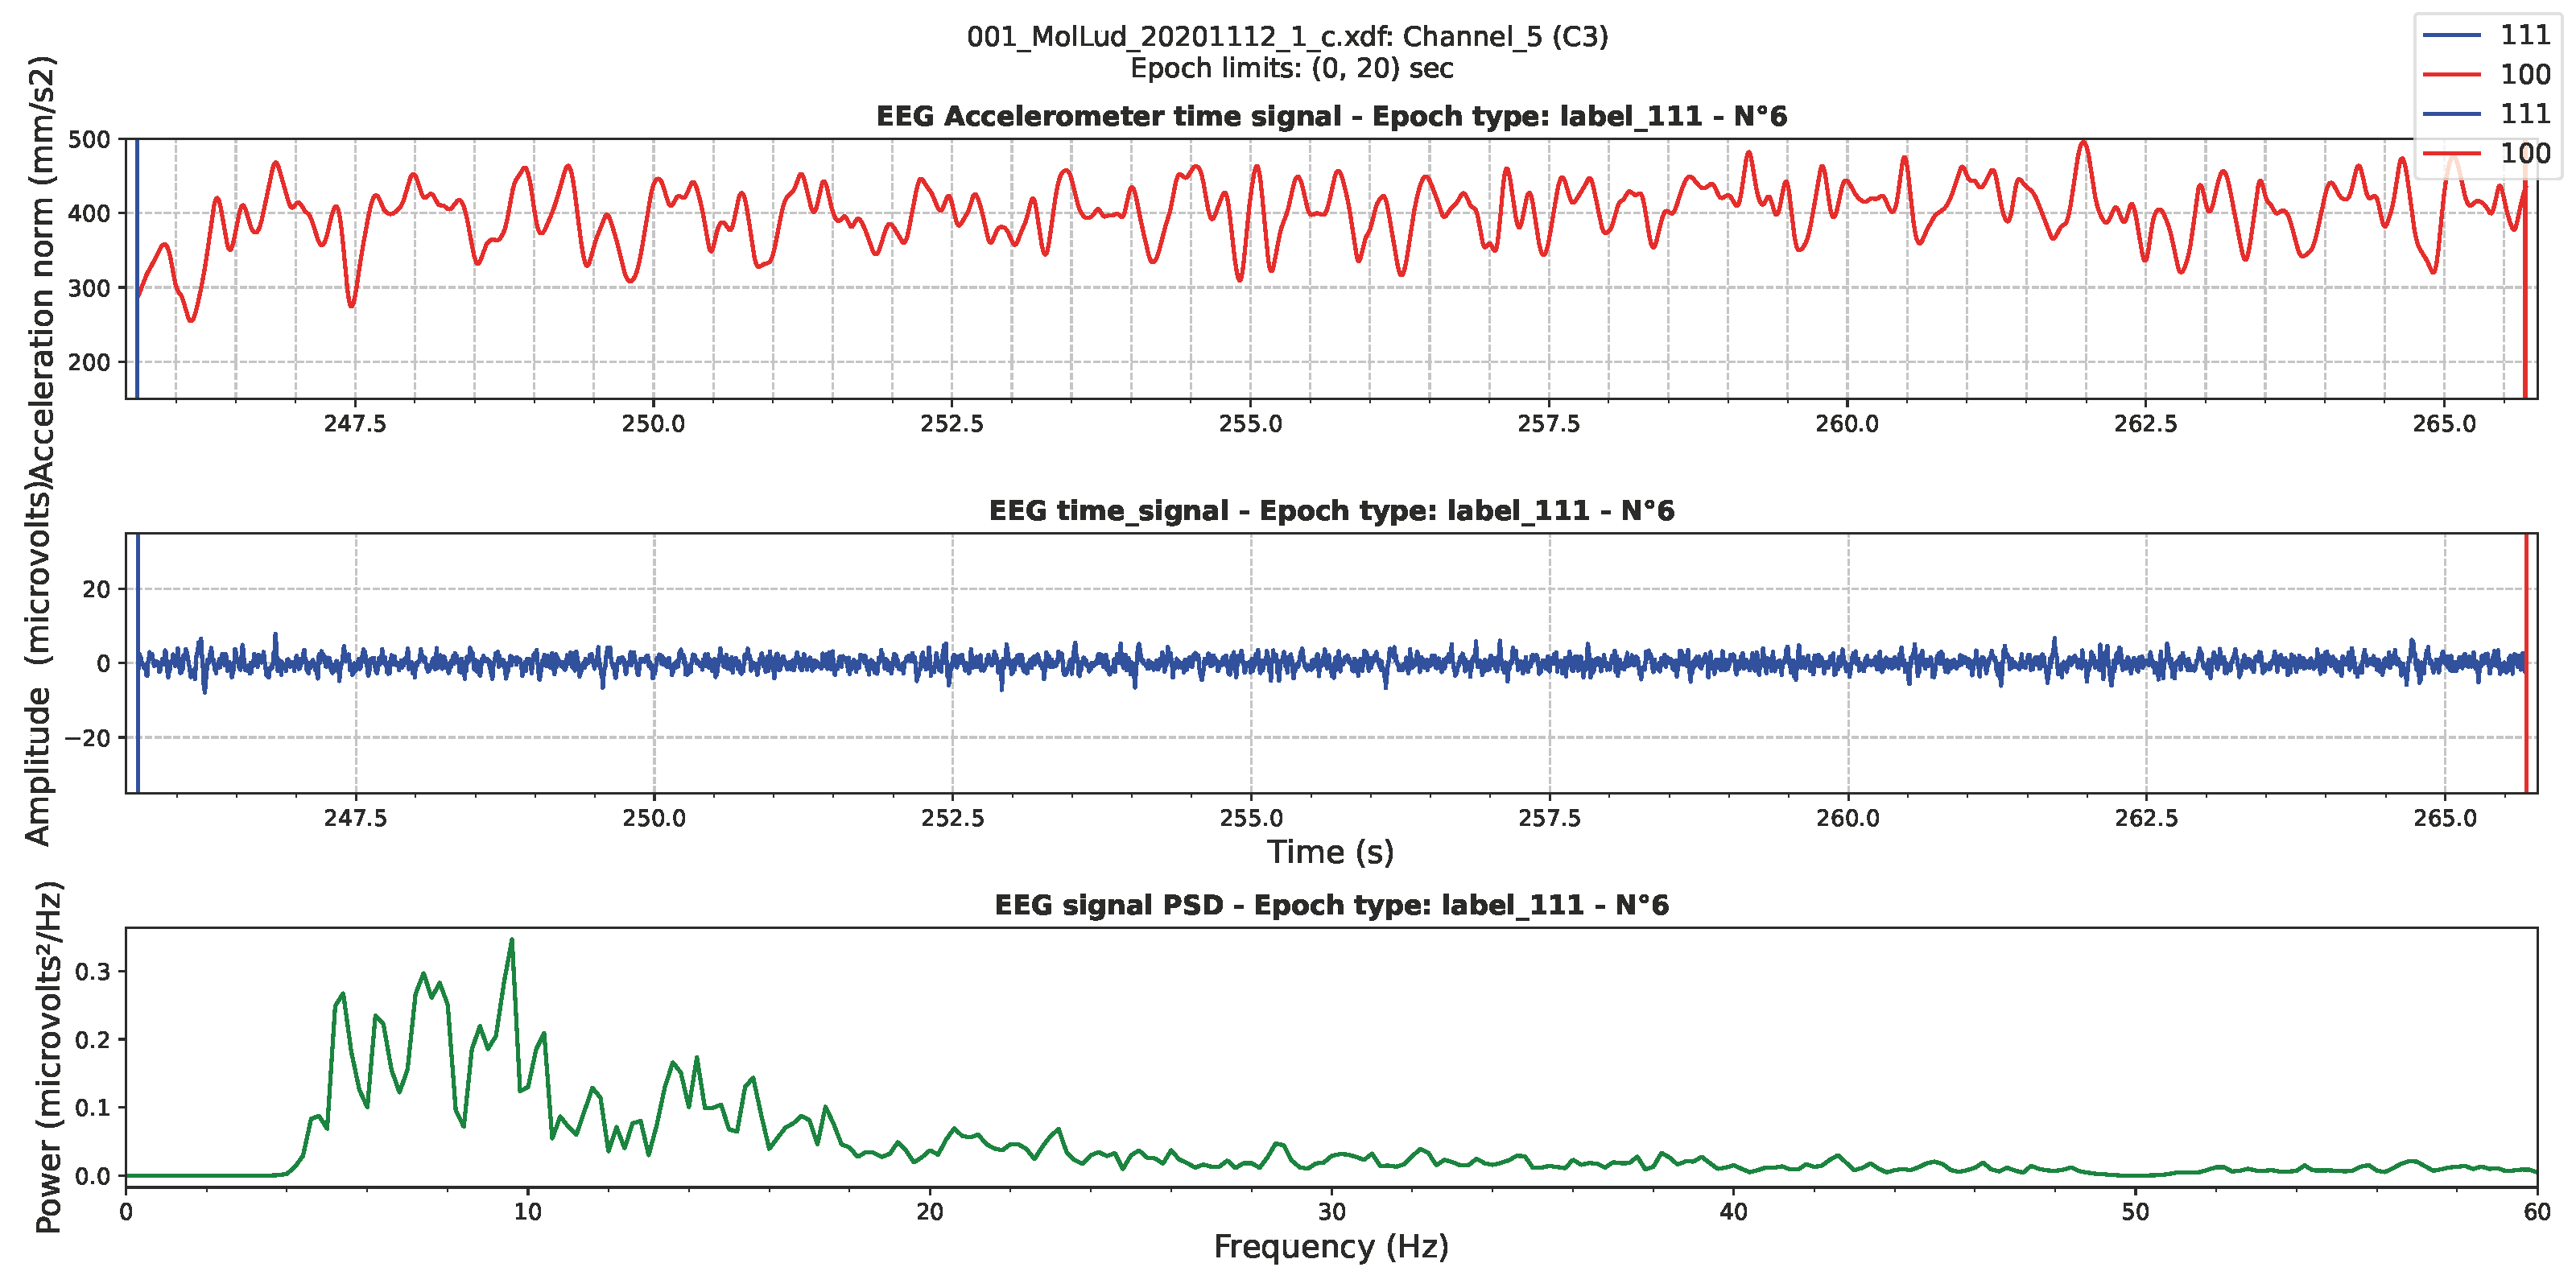 001_MolLud_20201112_1_c.xdf: Channel_5 (C3)
Epoch limits: (0, 20) sec
111
100
111
100
EEG Accelerometer time signal - Epoch type: label_111 - N°6
Acceleration norm (mm/s2)
500
400
300
200
247.5 250.0 252.5 255.0 257.5 260.0 262.5 265.0
EEG time_signal - Epoch type: label_111 - N°6
Amplitude (microvolts)
20
0
−20
247.5 250.0 252.5 255.0 257.5 260.0 262.5 265.0
Time (s)
EEG signal PSD - Epoch type: label_111 - N°6
Power (microvolts²/Hz)
0.3
0.2
0.1
0.0
0 10 20 30 40 50 60
Frequency (Hz)